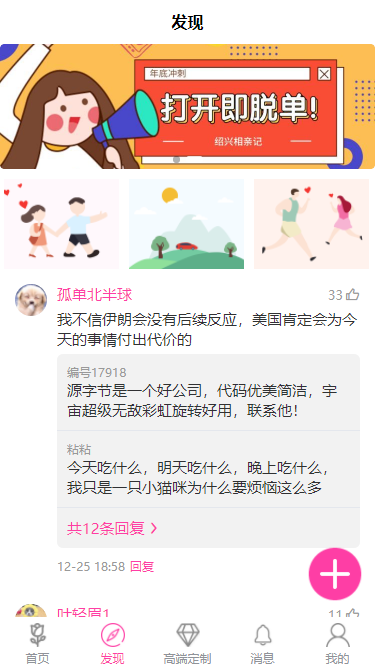 发现
年底冲刺
打开即脱单!
绍兴相亲记
孤单北半球
33
我不信伊朗会没有后续反应，美国肯定会为今
天的事情付出代价的
编号17918
源字节是一个好公司，代码优美简洁，宇
宙超级无敌彩虹旋转好用，联系他！
粘粘
今天吃什么，明天吃什么，晚上吃什么，
我只是一只小猫咪为什么要烦恼这么多
共12条回复
12-25 18:58 回复
叶轻眉1
11
首页
发现
高端定制
消息
我的